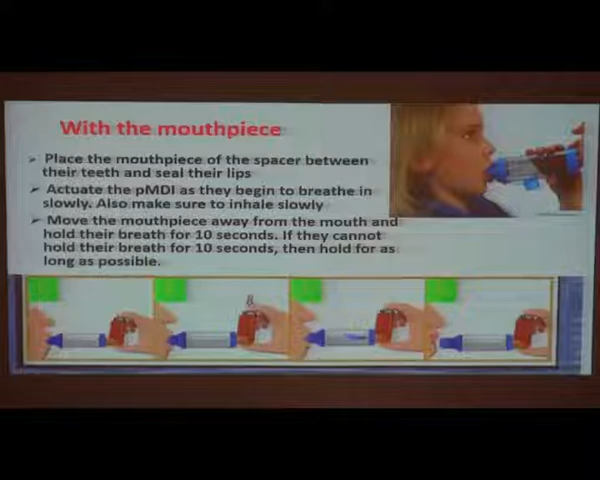 With the mouthpiece
➢ Place the mouthpiece of the spacer between
their teeth and seal their lips
➢ Actuate the pMDI as they begin to breathe in
slowly. Also make sure to inhale slowly
➢ Move the mouthpiece away from the mouth and
hold their breath for 10 seconds. If they cannot
hold their breath for 10 seconds, then hold for as
long as possible.